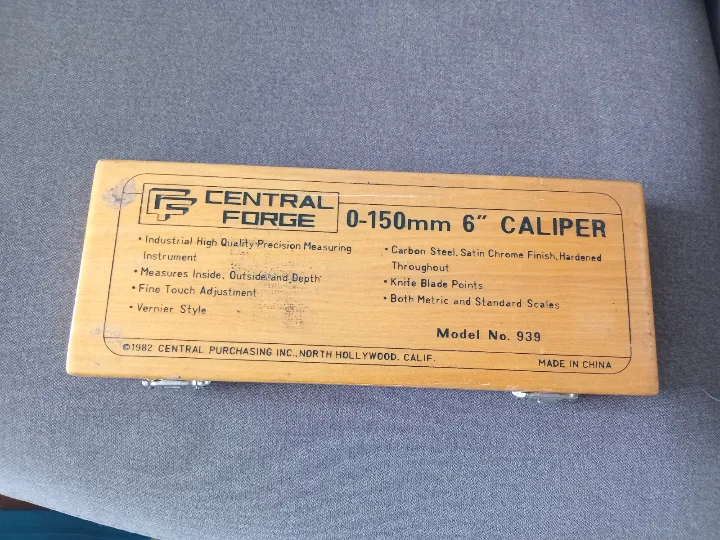 CENTRAL
FORGE
0-150mm 6" CALIPER
• Industrial High Quality Precision Measuring
Instrument
• Measures Inside, Outside and Depth
• Fine Touch Adjustment
• Vernier Style
• Carbon Steel, Satin Chrome Finish, Hardened
Throughout
• Knife Blade Points
• Both Metric and Standard Scales
Model No. 939
©1982 CENTRAL PURCHASING INC., NORTH HOLLYWOOD, CALIF.
MADE IN CHINA